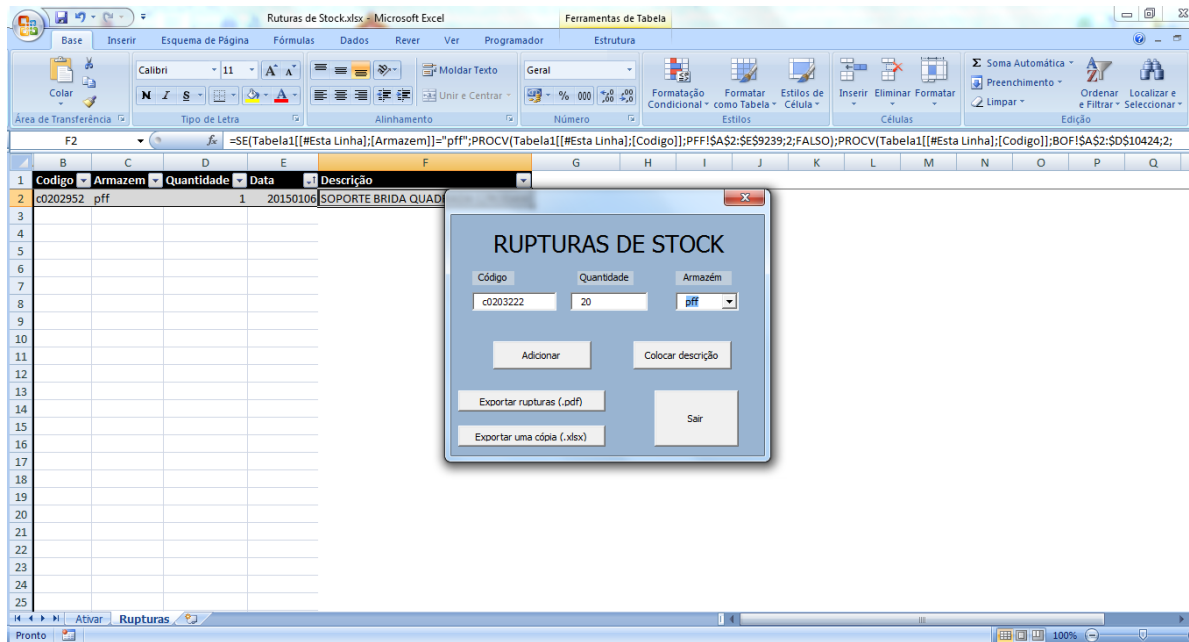 Ruturas de Stock.xlsx - Microsoft Excel
Ferramentas de Tabela
Base Inserir Esquema de Página Fórmulas Dados Rever Ver Programador Estrutura
Colar
Calibri 11
N I S
Moldar Texto
Unir e Centrar
Geral
% 000
Formatação Condicional
Formatar como Tabela
Estilos de Célula
Inserir Eliminar Formatar
Σ Soma Automática
Preenchimento
Limpar
Ordenar e Filtrar
Localizar e Selecionar
Área de Transferência Tipo de Letra Alinhamento Número Estilos Células Edição
F2 fx =SE(Tabela1[[#Esta Linha];[Armazem]]="pff";PROCV(Tabela1[[#Esta Linha];[Codigo]];PFF!$A$2:$E$9239;2;FALSO);PROCV(Tabela1[[#Esta Linha];[Codigo]];BOF!$A$2:$D$10424;2;
B C D E F G H I J K L M N O P Q
1 Codigo Armazem Quantidade Data Descrição
2 c0202952 pff 1 20150106 SOPORTE BRIDA QUAD
3
4
5
6
7
8
9
10
11
12
13
14
15
16
17
18
19
20
21
22
23
24
25
RUPTURAS DE STOCK
Código Quantidade Armazém
c0203222 20 pff
Adicionar Colocar descrição
Exportar rupturas (.pdf)
Sair
Exportar uma cópia (.xlsx)
Ativar Rupturas
Pronto 100%